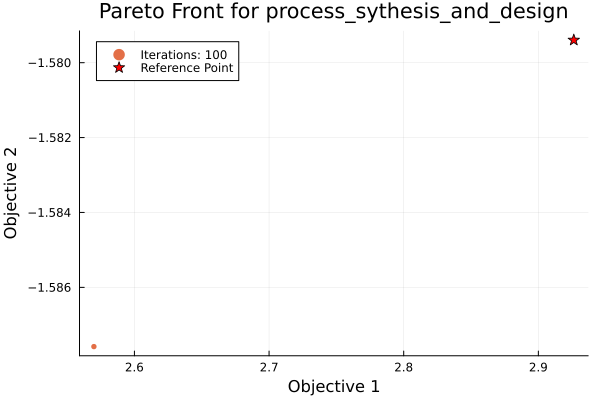 Pareto Front for process_sythesis_and_design
Iterations: 100
Reference Point
−1.580
−1.582
−1.584
−1.586
Objective 2
2.6
2.7
2.8
2.9
Objective 1